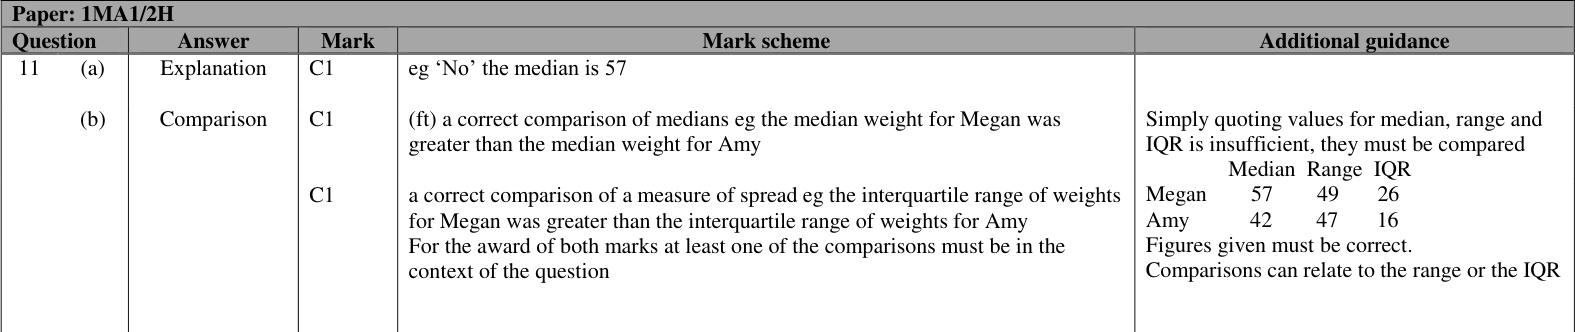 Paper: 1MA1/2H
Question Answer Mark Mark scheme Additional guidance
11 (a) Explanation C1 eg ‘No’ the median is 57
(b) Comparison C1 (ft) a correct comparison of medians eg the median weight for Megan was Simply quoting values for median, range and
greater than the median weight for Amy IQR is insufficient, they must be compared
Median Range IQR
C1 a correct comparison of a measure of spread eg the interquartile range of weights Megan 57 49 26
for Megan was greater than the interquartile range of weights for Amy Amy 42 47 16
For the award of both marks at least one of the comparisons must be in the Figures given must be correct.
context of the question Comparisons can relate to the range or the IQR